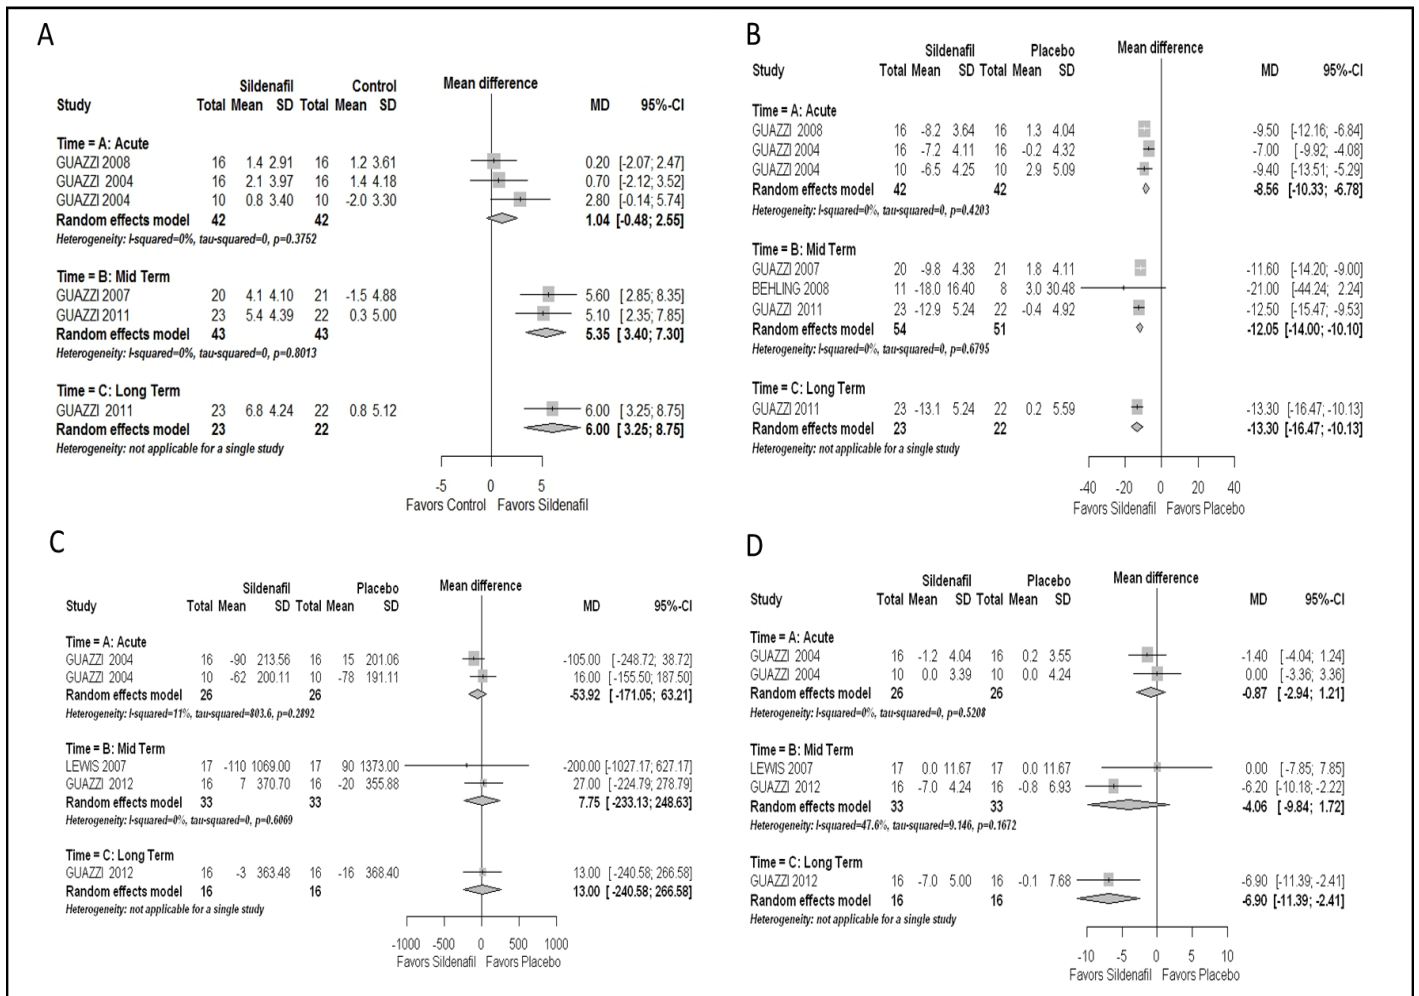 A
Sildenafil Control Mean difference
Study Total Mean SD Total Mean SD MD 95%-CI
Time = A: Acute
GUAZZI 2008 16 1.4 2.91 16 1.2 3.61 0.20 [-2.07; 2.47]
GUAZZI 2004 16 2.1 3.97 16 1.4 4.18 0.70 [-2.12; 3.52]
GUAZZI 2004 10 0.8 3.40 10 -2.0 3.30 2.80 [-0.14; 5.74]
Random effects model 42 42 1.04 [-0.48; 2.55]
Heterogeneity: I-squared=0%, tau-squared=0, p=0.3752
Time = B: Mid Term
GUAZZI 2007 20 4.1 4.10 21 -1.5 4.88 5.60 [2.85; 8.35]
GUAZZI 2011 23 5.4 4.39 22 0.3 5.00 5.10 [2.35; 7.85]
Random effects model 43 43 5.35 [ 3.40; 7.30]
Heterogeneity: I-squared=0%, tau-squared=0, p=0.8013
Time = C: Long Term
GUAZZI 2011 23 6.8 4.24 22 0.8 5.12 6.00 [ 3.25; 8.75]
Random effects model 23 22 6.00 [ 3.25; 8.75]
Heterogeneity: not applicable for a single study
-5 0 5
Favors Control Favors Sildenafil
B
Sildenafil Placebo Mean difference
Study Total Mean SD Total Mean SD MD 95%-CI
Time = A: Acute
GUAZZI 2008 16 -8.2 3.64 16 1.3 4.04 -9.50 [-12.16; -6.84]
GUAZZI 2004 16 -7.2 4.11 16 -0.2 4.32 -7.00 [-9.92; -4.08]
GUAZZI 2004 10 -6.5 4.25 10 2.9 5.09 -9.40 [-13.51; -5.29]
Random effects model 42 42 -8.56 [-10.33; -6.78]
Heterogeneity: I-squared=0%, tau-squared=0, p=0.4203
Time = B: Mid Term
GUAZZI 2007 20 -9.8 4.38 21 1.8 4.11 -11.60 [-14.20; -9.00]
BEHLING 2008 11 -18.0 16.40 8 3.0 30.48 -21.00 [-44.24; 2.24]
GUAZZI 2011 23 -12.9 5.24 22 -0.4 4.92 -12.50 [-15.47; -9.53]
Random effects model 54 51 -12.05 [-14.00; -10.10]
Heterogeneity: I-squared=0%, tau-squared=0, p=0.6795
Time = C: Long Term
GUAZZI 2011 23 -13.1 5.24 22 0.2 5.59 -13.30 [-16.47; -10.13]
Random effects model 23 22 -13.30 [-16.47; -10.13]
Heterogeneity: not applicable for a single study
-40 -20 0 20 40
Favors Sildenafil Favors Placebo
C
Sildenafil Placebo Mean difference
Study Total Mean SD Total Mean SD MD 95%-CI
Time = A: Acute
GUAZZI 2004 16 -90 213.56 16 15 201.06 -105.00 [-248.72; 38.72]
GUAZZI 2004 10 -62 200.11 10 -78 191.11 16.00 [-155.50; 187.50]
Random effects model 26 26 -53.92 [-171.05; 63.21]
Heterogeneity: I-squared=11%, tau-squared=803.6, p=0.2892
Time = B: Mid Term
LEWIS 2007 17 -110 1069.00 17 90 1373.00 -200.00 [-1027.17; 627.17]
GUAZZI 2012 16 7 370.70 16 -20 355.88 27.00 [-224.79; 278.79]
Random effects model 33 33 7.75 [-233.13; 248.63]
Heterogeneity: I-squared=0%, tau-squared=0, p=0.6069
Time = C: Long Term
GUAZZI 2012 16 -3 363.48 16 -16 368.40 13.00 [-240.58; 266.58]
Random effects model 16 16 13.00 [-240.58; 266.58]
Heterogeneity: not applicable for a single study
-1000 -500 0 500 1000
Favors Sildenafil Favors Placebo
D
Sildenafil Placebo Mean difference
Study Total Mean SD Total Mean SD MD 95%-CI
Time = A: Acute
GUAZZI 2004 16 -1.2 4.04 16 0.2 3.55 -1.40 [-4.04; 1.24]
GUAZZI 2004 10 0.0 3.39 10 0.0 4.24 0.00 [-3.36; 3.36]
Random effects model 26 26 -0.87 [-2.94; 1.21]
Heterogeneity: I-squared=0%, tau-squared=0, p=0.5208
Time = B: Mid Term
LEWIS 2007 17 0.0 11.67 17 0.0 11.67 0.00 [-7.85; 7.85]
GUAZZI 2012 16 -7.0 4.24 16 -0.8 6.93 -6.20 [-10.18; -2.22]
Random effects model 33 33 -4.06 [-9.84; 1.72]
Heterogeneity: I-squared=47.6%, tau-squared=9.146, p=0.1672
Time = C: Long Term
GUAZZI 2012 16 -7.0 5.00 16 -0.1 7.68 -6.90 [-11.39; -2.41]
Random effects model 16 16 -6.90 [-11.39; -2.41]
Heterogeneity: not applicable for a single study
-10 -5 0 5 10
Favors Sildenafil Favors Placebo